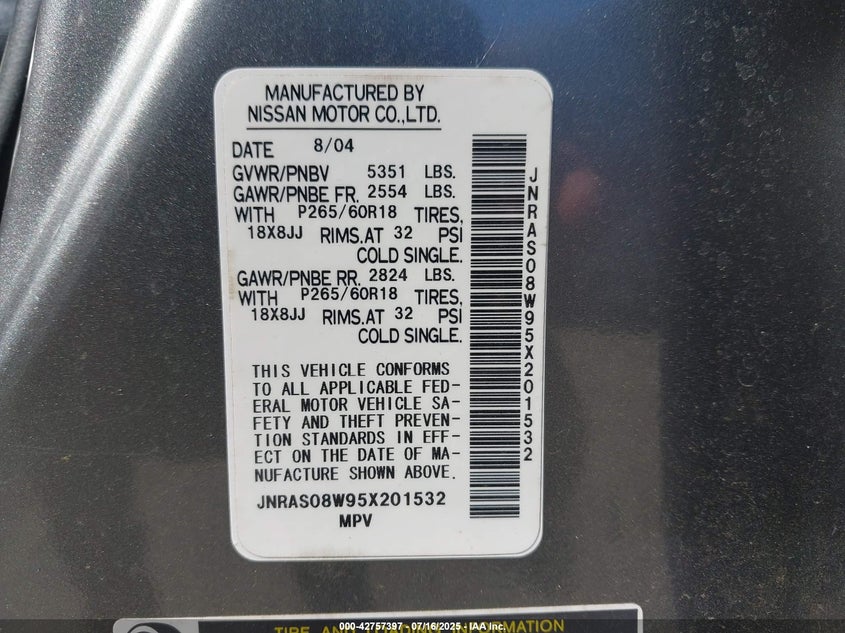 MANUFACTURED BY
NISSAN MOTOR CO.,LTD.
DATE 8/04
GVWR/PNBV 5351 LBS.
GAWR/PNBE FR. 2554 LBS.
WITH P265/60R18 TIRES,
18X8JJ RIMS.AT 32 PSI
COLD SINGLE.
GAWR/PNBE RR. 2824 LBS.
WITH P265/60R18 TIRES,
18X8JJ RIMS.AT 32 PSI
COLD SINGLE.
THIS VEHICLE CONFORMS
TO ALL APPLICABLE FED-
ERAL MOTOR VEHICLE SA-
FETY AND THEFT PREVEN-
TION STANDARDS IN EFF-
ECT ON THE DATE OF MA-
NUFACTURE SHOWN ABOVE.
JNRAS08W95X201532
MPV
JNRAS08W95X201532
TIRE AND LOADING INFORMATION
000-42757397 - 07/16/2025 - IAA Inc.